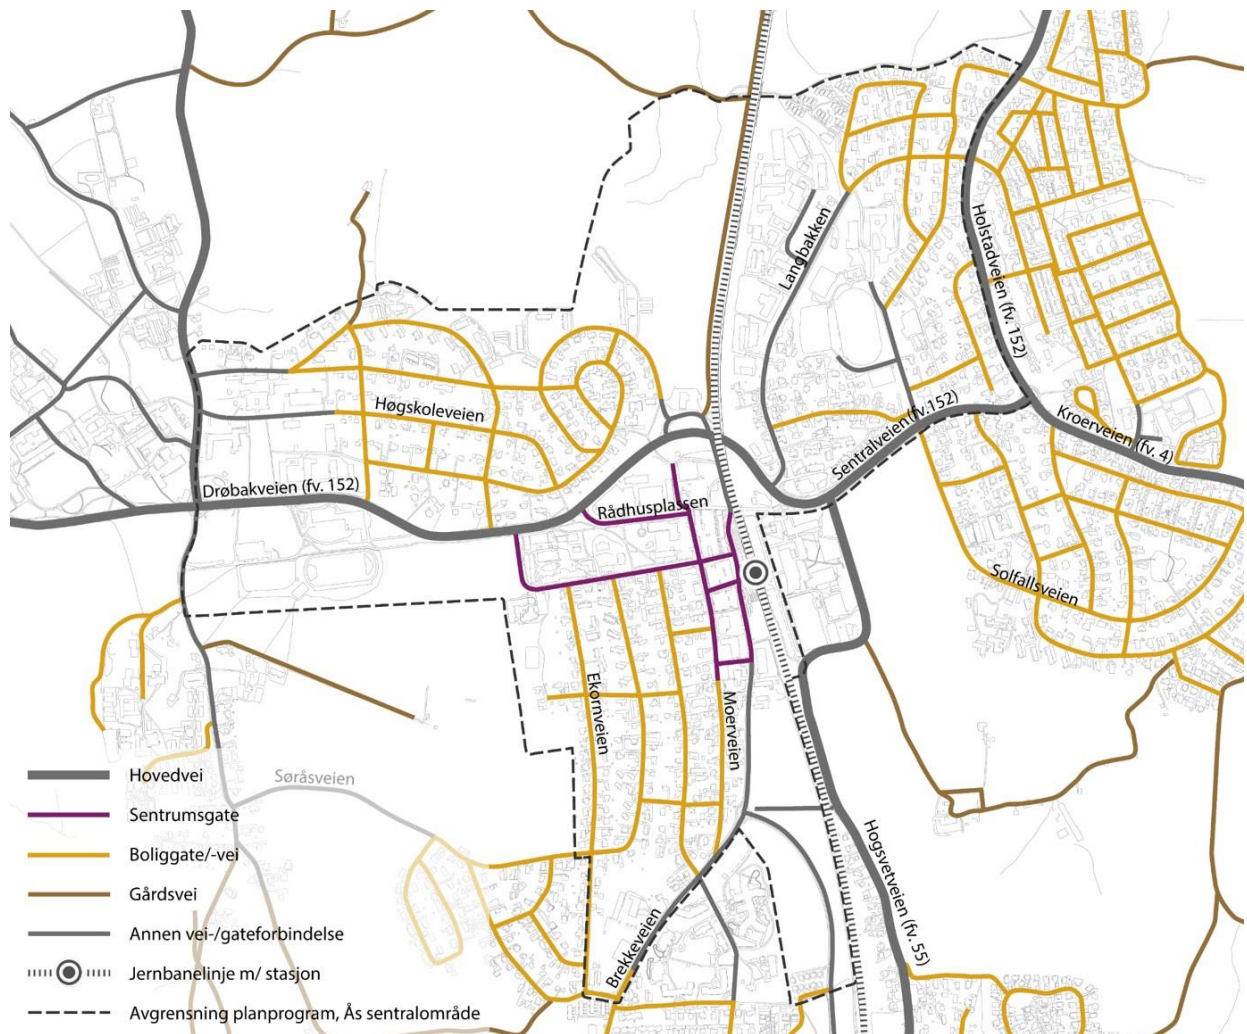 Langbakken
Holstadveien (fv. 152)
Høgskoleveien
Sentralveien(fv.152)
Kroerveien (fv. 4)
Drøbakveien (fv. 152)
Rådhusplassen
Solfallsveien
Ekornveien
Moerveien
Søråsveien
Hogsvetveien (fv. 55)
Brekkeveien
Hovedvei
Sentrumsgate
Boliggate/-vei
Gårdsvei
Annen vei-/gateforbindelse
Jernbanelinje m/ stasjon
Avgrensning planprogram, Ås sentralområde